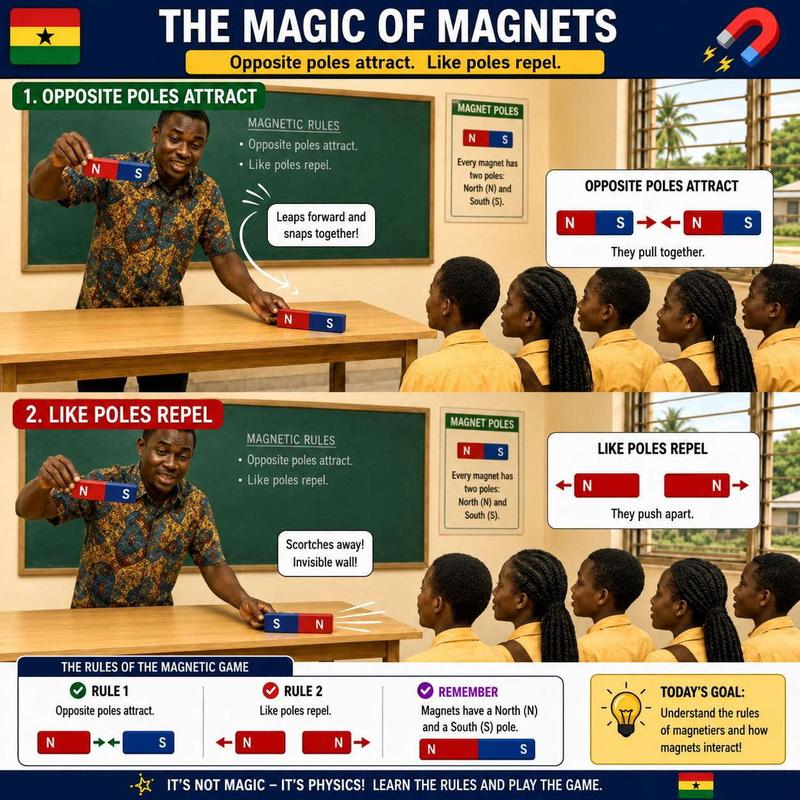 THE MAGIC OF MAGNETS
Opposite poles attract. Like poles repel.
1. OPPOSITE POLES ATTRACT
MAGNETIC RULES
• Opposite poles attract.
• Like poles repel.
N S
Leaps forward and
snaps together!
N S
MAGNET POLES
N S
Every magnet has
two poles:
North (N) and
South (S).
OPPOSITE POLES ATTRACT
N S N S
They pull together.
2. LIKE POLES REPEL
MAGNETIC RULES
• Opposite poles attract.
• Like poles repel.
N S
Scortches away!
Invisible wall!
S N
MAGNET POLES
N S
Every magnet has
two poles:
North (N) and
South (S).
LIKE POLES REPEL
N N
They push apart.
THE RULES OF THE MAGNETIC GAME
RULE 1
Opposite poles attract.
N S
RULE 2
Like poles repel.
N N
REMEMBER
Magnets have a North (N)
and a South (S) pole.
N S
TODAY'S GOAL:
Understand the rules
of magnetiers and how
magnets interact!
IT'S NOT MAGIC – IT'S PHYSICS! LEARN THE RULES AND PLAY THE GAME.